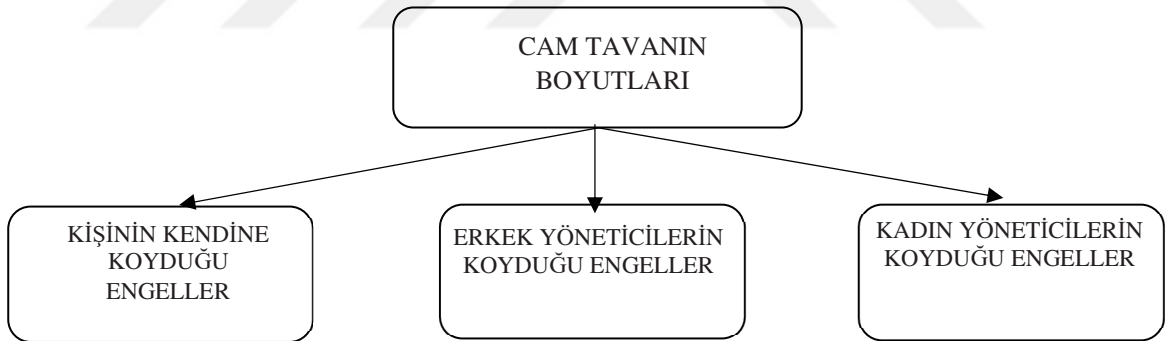 CAM TAVANIN
BOYUTLARI
KİŞİNİN KENDİNE
KOYDUĞU
ENGELLER
ERKEK YÖNETİCİLERİN
KOYDUĞU ENGELLER
KADIN YÖNETİCİLERİN
KOYDUĞU ENGELLER